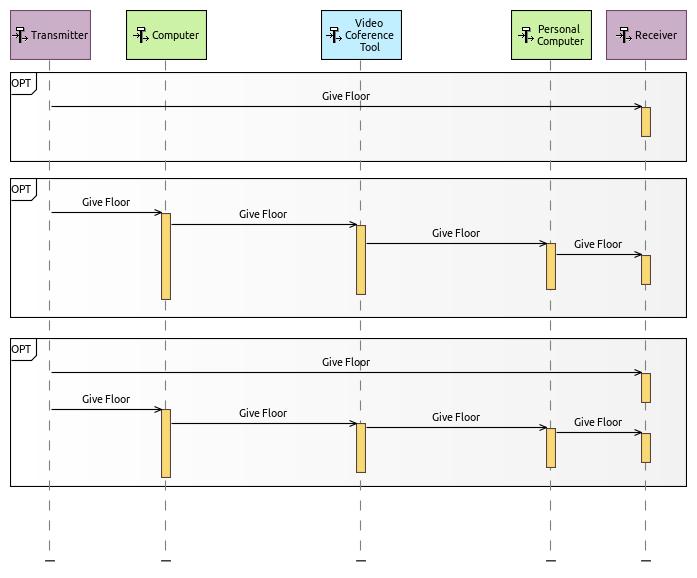 Transmitter
Computer
Video
Coference
Tool
Personal
Computer
Receiver
OPT
Give Floor
OPT
Give Floor
Give Floor
Give Floor
Give Floor
OPT
Give Floor
Give Floor
Give Floor
Give Floor
Give Floor